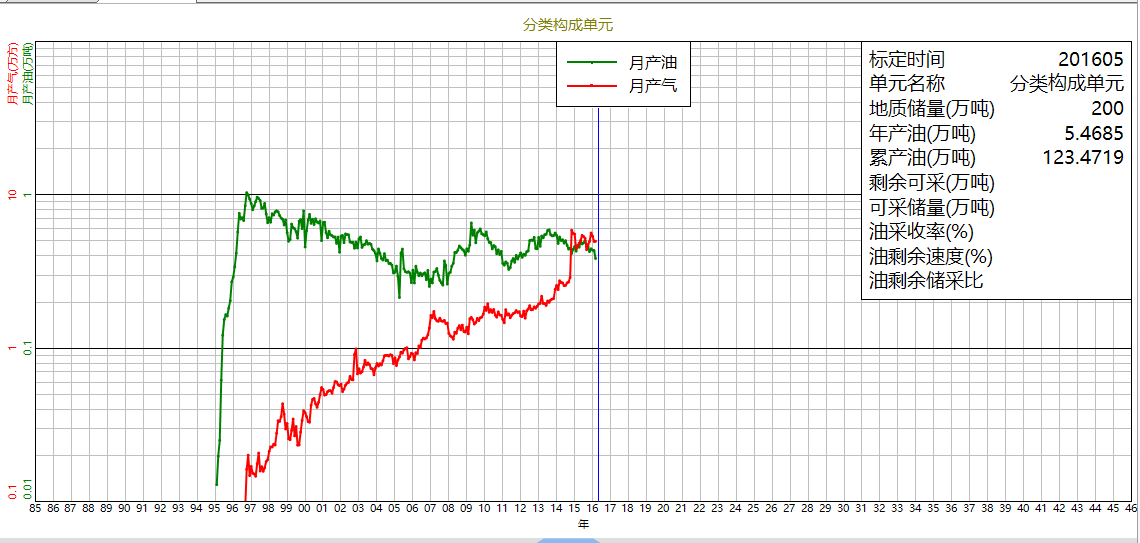 分类构成单元
月产气(万方)
月产油(万吨)
月产油
月产气
标定时间 201605
单元名称 分类构成单元
地质储量(万吨) 200
年产油(万吨) 5.4685
累产油(万吨) 123.4719
剩余可采(万吨)
可采储量(万吨)
油采收率(%)
油剩余速度(%)
油剩余储采比
10 1
1 0.1
0.1 0.01
85 86 87 88 89 90 91 92 93 94 95 96 97 98 99 00 01 02 03 04 05 06 07 08 09 10 11 12 13 14 15 16 17 18 19 20 21 22 23 24 25 26 27 28 29 30 31 32 33 34 35 36 37 38 39 40 41 42 43 44 45 46
年